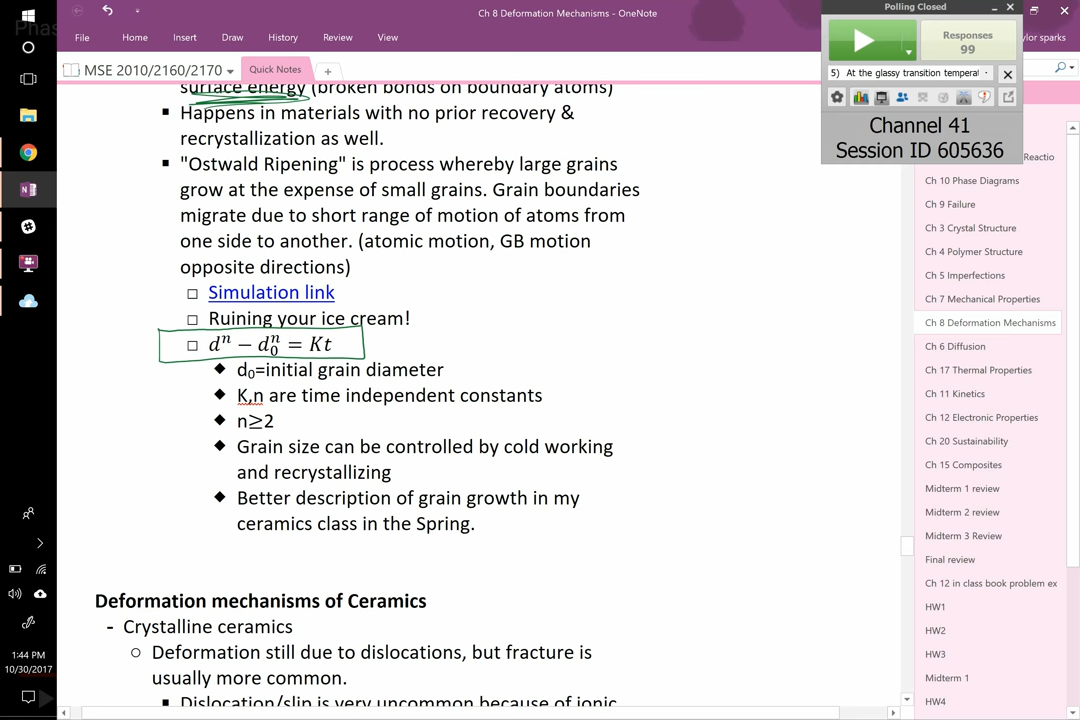 Ch 8 Deformation Mechanisms - OneNote
Polling Closed
File Home Insert Draw History Review View
Responses
99
ylor sparks
MSE 2010/2160/2170
Quick Notes
5) At the glassy transition temperat
Channel 41
Session ID 605636
surface energy (broken bonds on boundary atoms)
Happens in materials with no prior recovery &
recrystallization as well.
"Ostwald Ripening" is process whereby large grains
grow at the expense of small grains. Grain boundaries
migrate due to short range of motion of atoms from
one side to another. (atomic motion, GB motion
opposite directions)
Simulation link
Ruining your ice cream!
dⁿ − d₀ⁿ = Kt
d₀=initial grain diameter
K,n are time independent constants
n≥2
Grain size can be controlled by cold working
and recrystallizing
Better description of grain growth in my
ceramics class in the Spring.
Deformation mechanisms of Ceramics
- Crystalline ceramics
Deformation still due to dislocations, but fracture is
usually more common.
Dislocation/slip is very uncommon because of ionic
Reactio
Ch 10 Phase Diagrams
Ch 9 Failure
Ch 3 Crystal Structure
Ch 4 Polymer Structure
Ch 5 Imperfections
Ch 7 Mechanical Properties
Ch 8 Deformation Mechanisms
Ch 6 Diffusion
Ch 17 Thermal Properties
Ch 11 Kinetics
Ch 12 Electronic Properties
Ch 20 Sustainability
Ch 15 Composites
Midterm 1 review
Midterm 2 review
Midterm 3 Review
Final review
Ch 12 in class book problem ex
HW1
HW2
HW3
Midterm 1
HW4
1:44 PM
10/30/2017